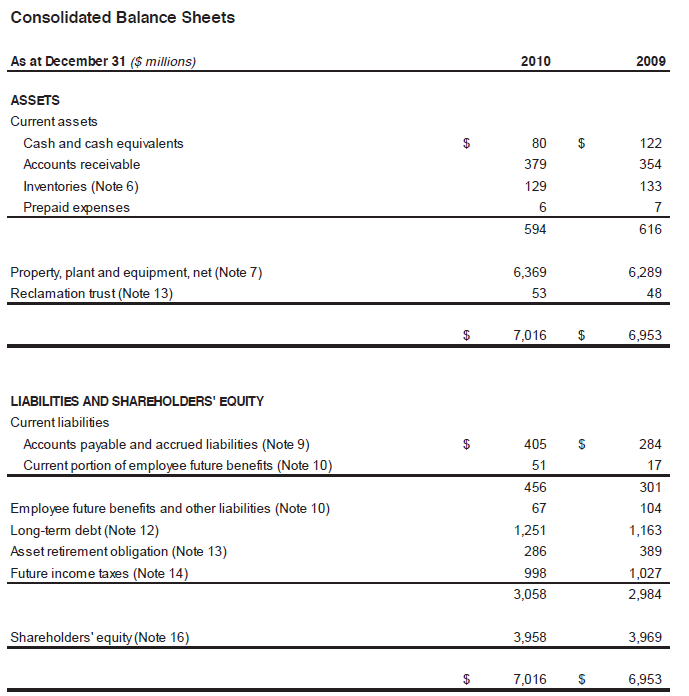 Consolidated Balance Sheets
As at December 31 ($ millions) 2010 2009
ASSETS
Current assets
Cash and cash equivalents $ 80 $ 122
Accounts receivable 379 354
Inventories (Note 6) 129 133
Prepaid expenses 6 7
594 616
Property, plant and equipment, net (Note 7) 6,369 6,289
Reclamation trust (Note 13) 53 48
$ 7,016 $ 6,953
LIABILITIES AND SHAREHOLDERS' EQUITY
Current liabilities
Accounts payable and accrued liabilities (Note 9) $ 405 $ 284
Current portion of employee future benefits (Note 10) 51 17
456 301
Employee future benefits and other liabilities (Note 10) 67 104
Long-term debt (Note 12) 1,251 1,163
Asset retirement obligation (Note 13) 286 389
Future income taxes (Note 14) 998 1,027
3,058 2,984
Shareholders' equity (Note 16) 3,958 3,969
$ 7,016 $ 6,953